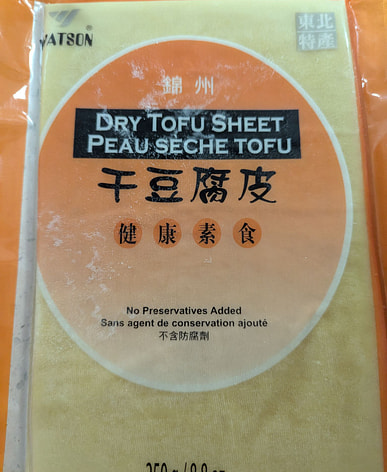 WATSON
東北
特產
錦州
DRY TOFU SHEET
PEAU SECHE TOFU
干豆腐皮
健康素食
No Preservatives Added
Sans agent de conservation ajouté
不含防腐劑